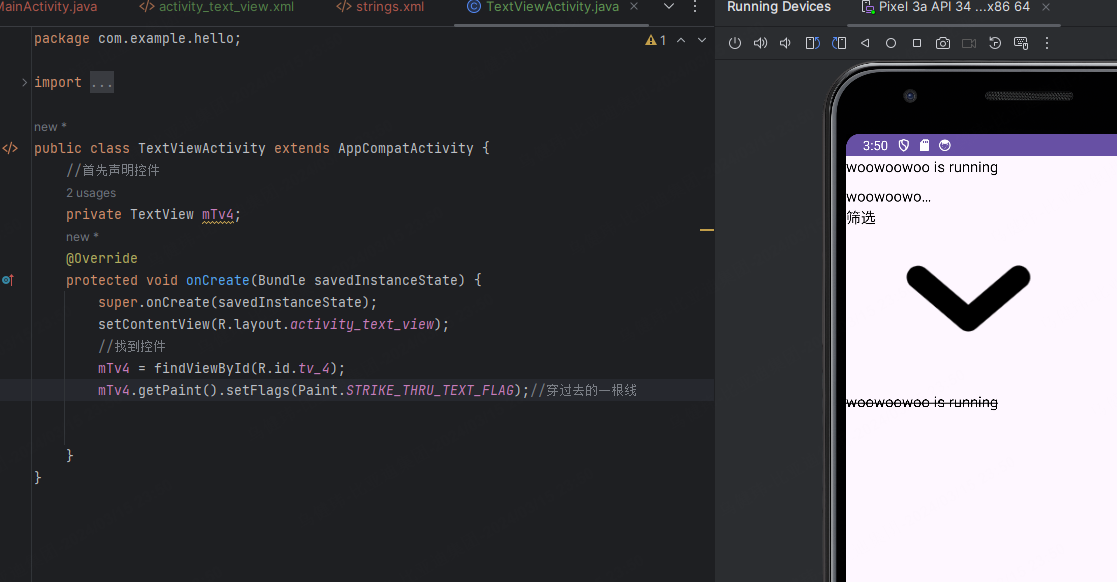 MainActivity.java
activity_text_view.xml
strings.xml
TextViewActivity.java
package com.example.hello;
1
import ...
new *
public class TextViewActivity extends AppCompatActivity {
//首先声明控件
2 usages
private TextView mTv4;
new *
@Override
protected void onCreate(Bundle savedInstanceState) {
super.onCreate(savedInstanceState);
setContentView(R.layout.activity_text_view);
//找到控件
mTv4 = findViewById(R.id.tv_4);
mTv4.getPaint().setFlags(Paint.STRIKE_THRU_TEXT_FLAG);//穿过去的一根线
}
}
Running Devices
Pixel 3a API 34 ...x86 64
3:50
woowoowoo is running
woowoowo...
筛选
woowoowoo is running